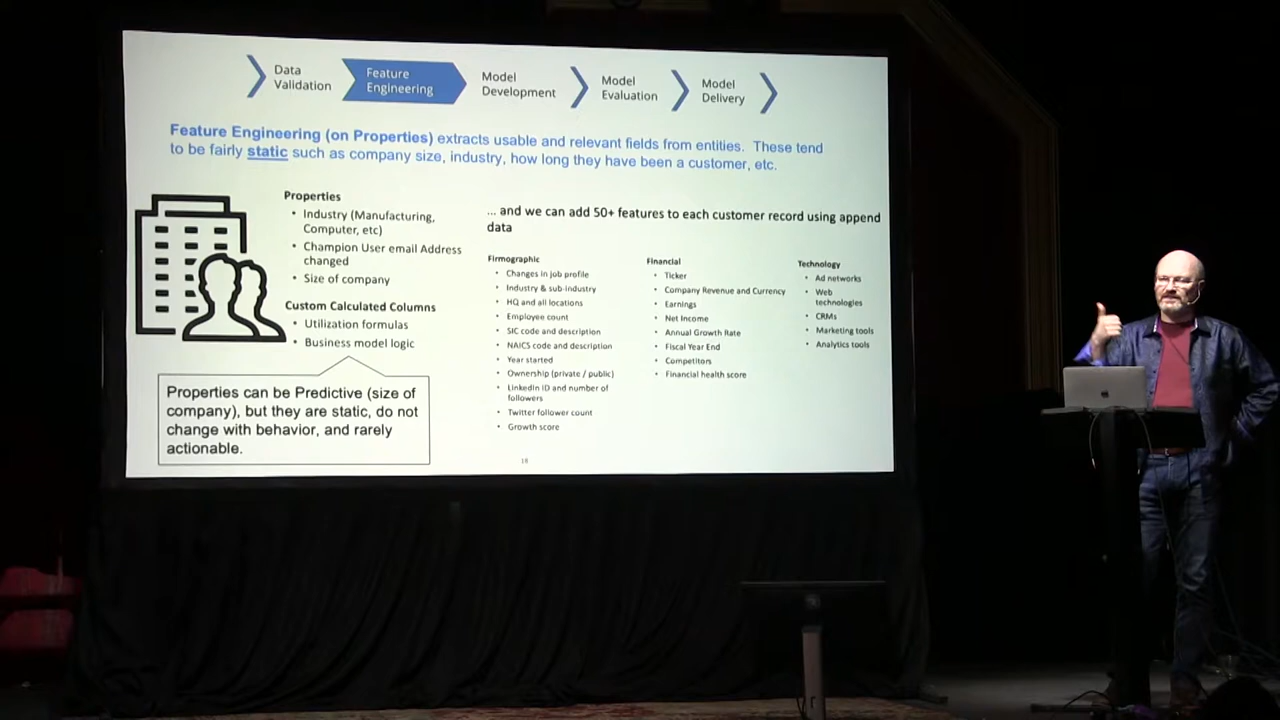 Data
Validation
Feature
Engineering
Model
Development
Model
Evaluation
Model
Delivery
Feature Engineering (on Properties) extracts usable and relevant fields from entities. These tend
to be fairly static such as company size, industry, how long they have been a customer, etc.
Properties
• Industry (Manufacturing,
Computer, etc)
• Champion User email Address
changed
• Size of company
Custom Calculated Columns
• Utilization formulas
• Business model logic
Properties can be Predictive (size of
company), but they are static, do not
change with behavior, and rarely
actionable.
... and we can add 50+ features to each customer record using append
data
Firmographic
• Changes in job profile
• Industry & sub-industry
• HQ and all locations
• Employee count
• SIC code and description
• NAICS code and description
• Year started
• Ownership (private / public)
• LinkedIn ID and number of
followers
• Twitter follower count
• Growth score
Financial
• Ticker
• Company Revenue and Currency
• Earnings
• Net Income
• Annual Growth Rate
• Fiscal Year End
• Competitors
• Financial health score
Technology
• Ad networks
• Web
technologies
• CRMs
• Marketing tools
• Analytics tools
18